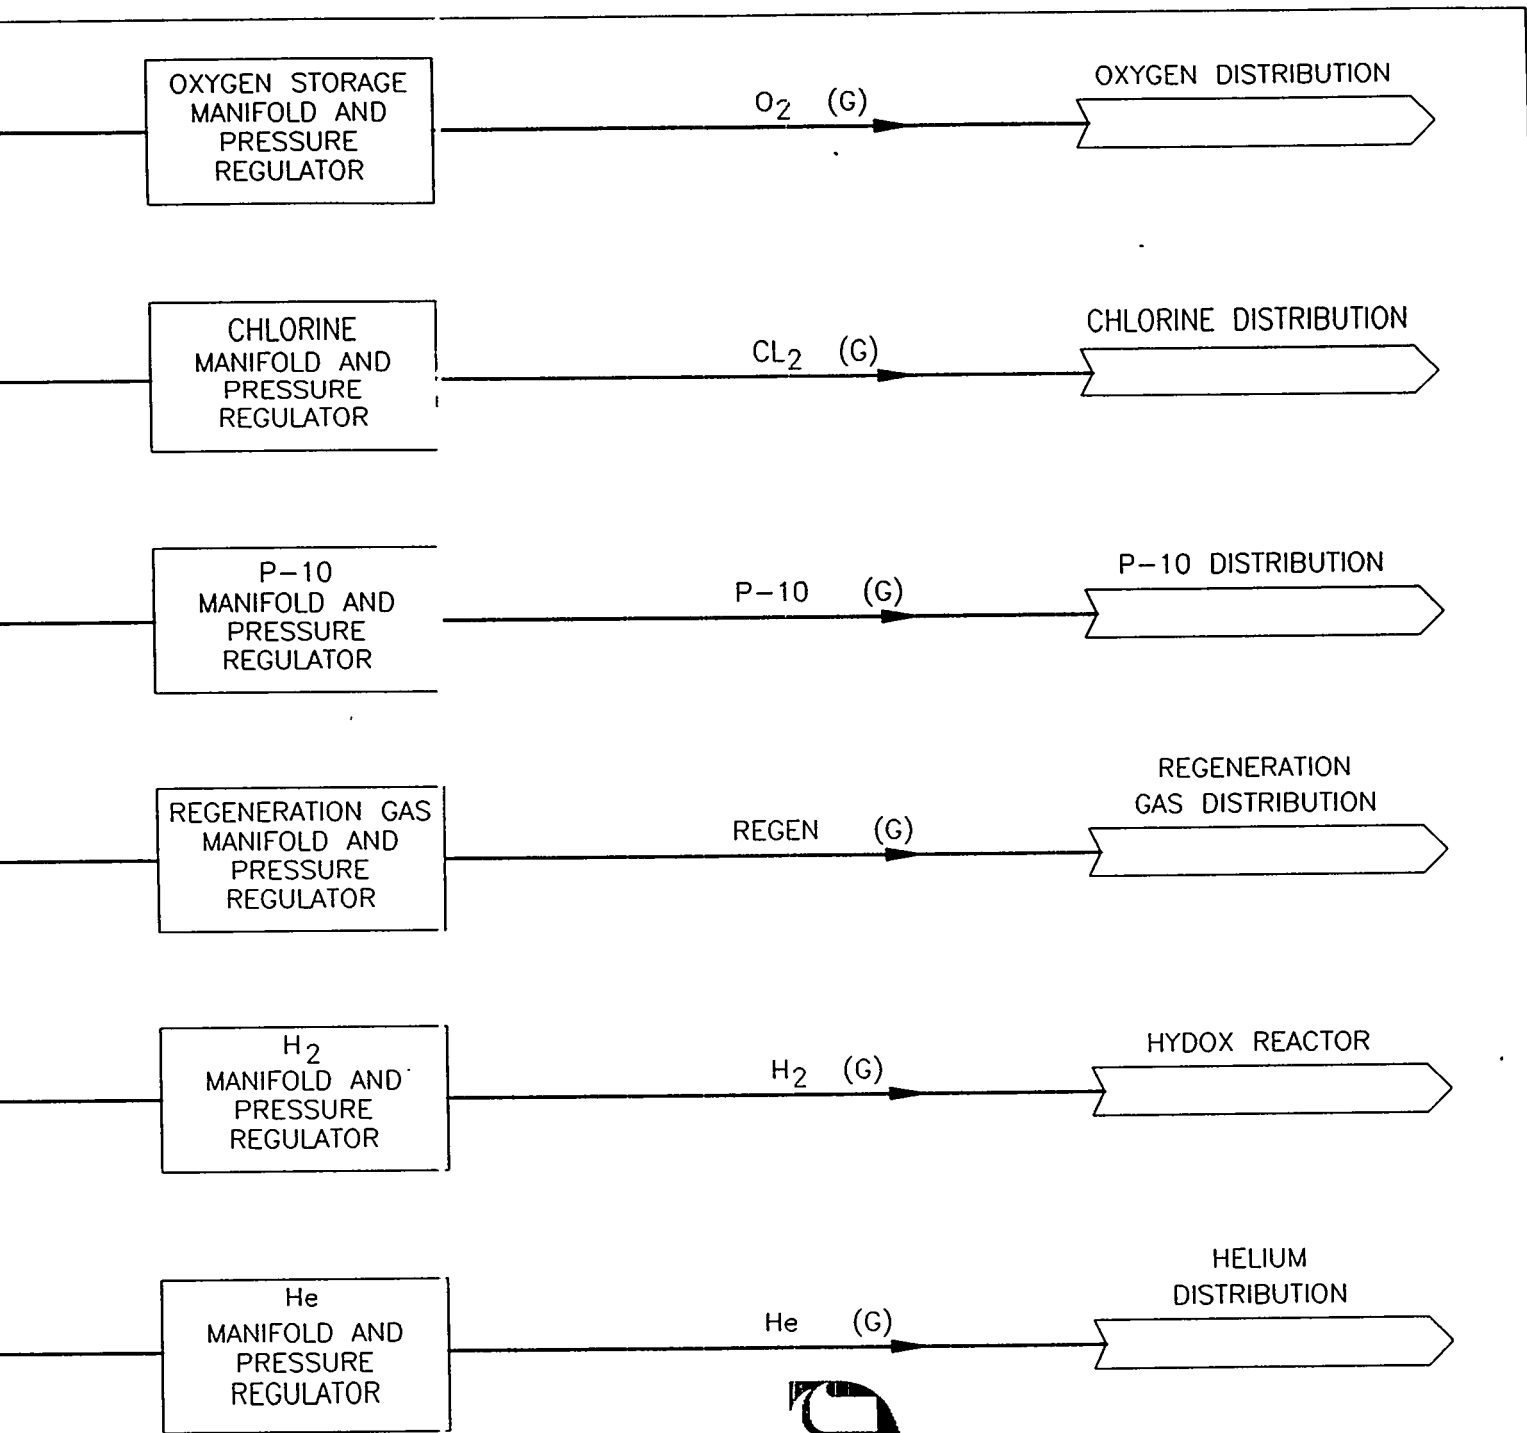 OXYGEN STORAGE
MANIFOLD AND
PRESSURE
REGULATOR
O2 (G)
OXYGEN DISTRIBUTION
CHLORINE
MANIFOLD AND
PRESSURE
REGULATOR
CL2 (G)
CHLORINE DISTRIBUTION
P-10
MANIFOLD AND
PRESSURE
REGULATOR
P-10 (G)
P-10 DISTRIBUTION
REGENERATION GAS
MANIFOLD AND
PRESSURE
REGULATOR
REGEN (G)
REGENERATION
GAS DISTRIBUTION
H2
MANIFOLD AND
PRESSURE
REGULATOR
H2 (G)
HYDOX REACTOR
He
MANIFOLD AND
PRESSURE
REGULATOR
He (G)
HELIUM
DISTRIBUTION